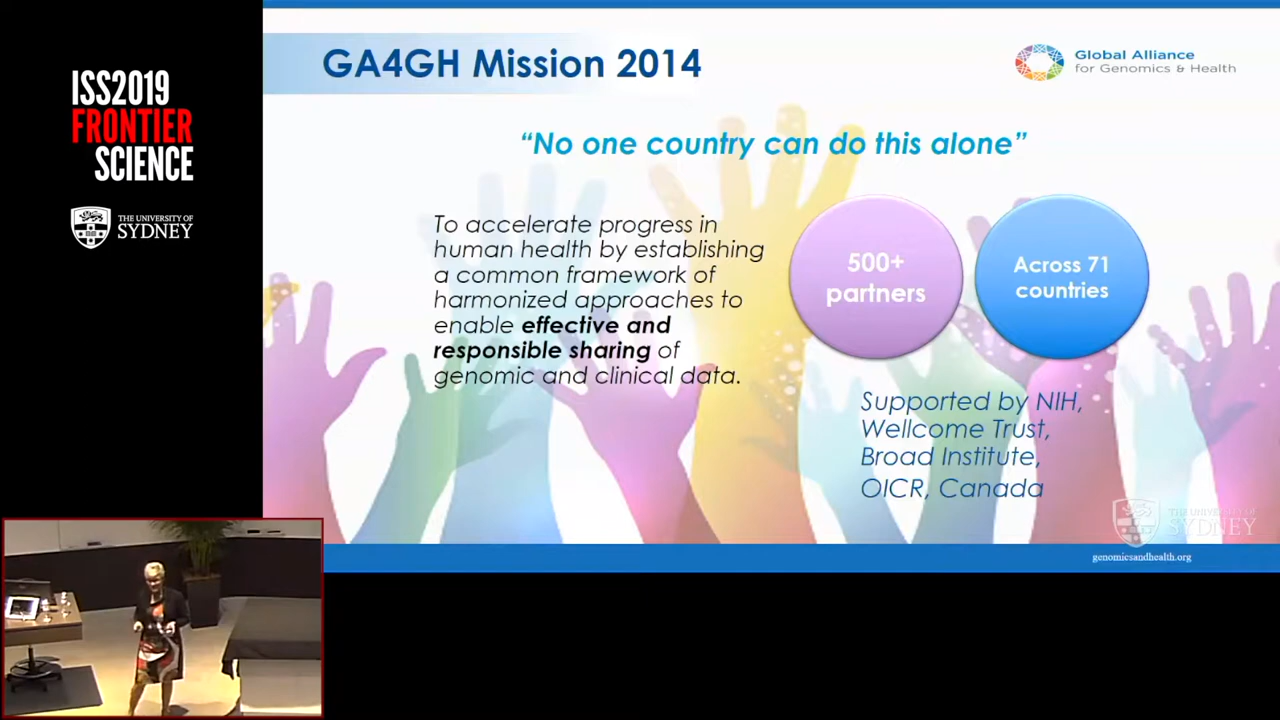 ISS2019
FRONTIER
SCIENCE
THE UNIVERSITY OF
SYDNEY
GA4GH Mission 2014
Global Alliance
for Genomics & Health
“No one country can do this alone”
To accelerate progress in
human health by establishing
a common framework of
harmonized approaches to
enable effective and
responsible sharing of
genomic and clinical data.
500+
partners
Across 71
countries
Supported by NIH,
Wellcome Trust,
Broad Institute,
OICR, Canada
THE UNIVERSITY OF
SYDNEY
genomicsandhealth.org